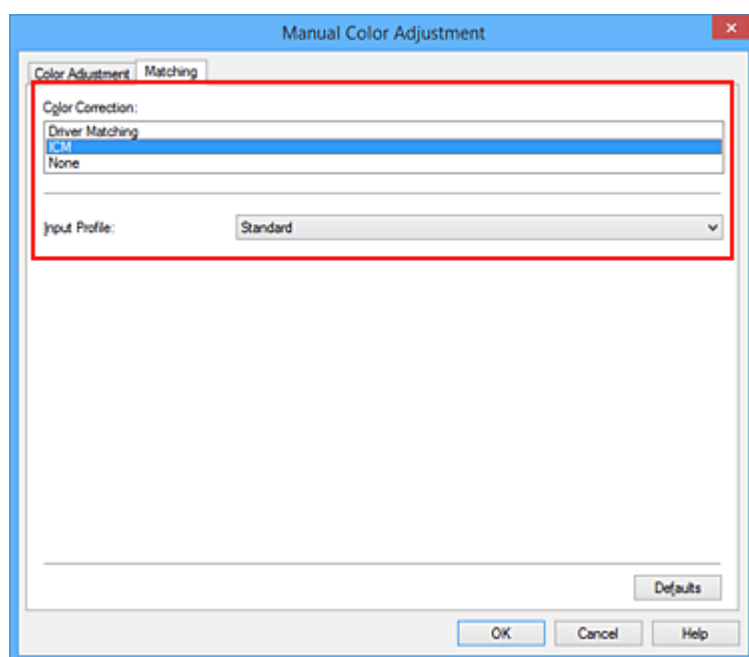 Manual Color Adjustment
Color Adjustment Matching
Color Correction:
Driver Matching
ICM
None
Input Profile: Standard
Defaults
OK Cancel Help